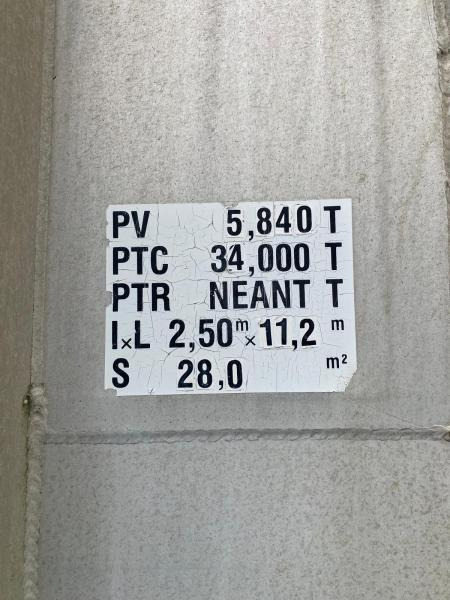 PV 5,840 T
PTC 34,000 T
PTR NEANT T
l×L 2,50m×11,2 m
S 28,0 m²